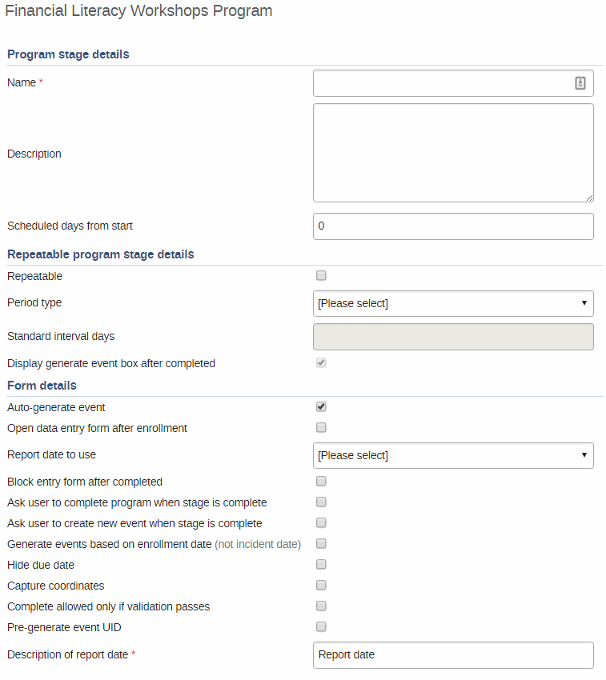 Financial Literacy Workshops Program
Program stage details
Name *
Description
Scheduled days from start
0
Repeatable program stage details
Repeatable
Period type
[Please select]
Standard interval days
Display generate event box after completed
Form details
Auto-generate event
Open data entry form after enrollment
Report date to use
[Please select]
Block entry form after completed
Ask user to complete program when stage is complete
Ask user to create new event when stage is complete
Generate events based on enrollment date (not incident date)
Hide due date
Capture coordinates
Complete allowed only if validation passes
Pre-generate event UID
Description of report date *
Report date